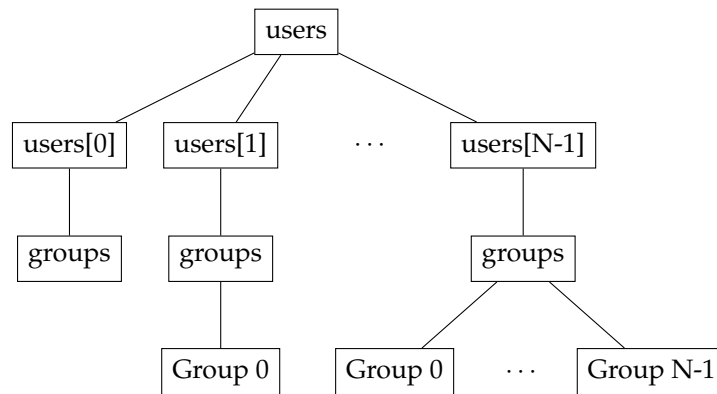 users
users[0] users[1] ... users[N-1]
groups groups groups
Group 0 Group 0 ... Group N-1